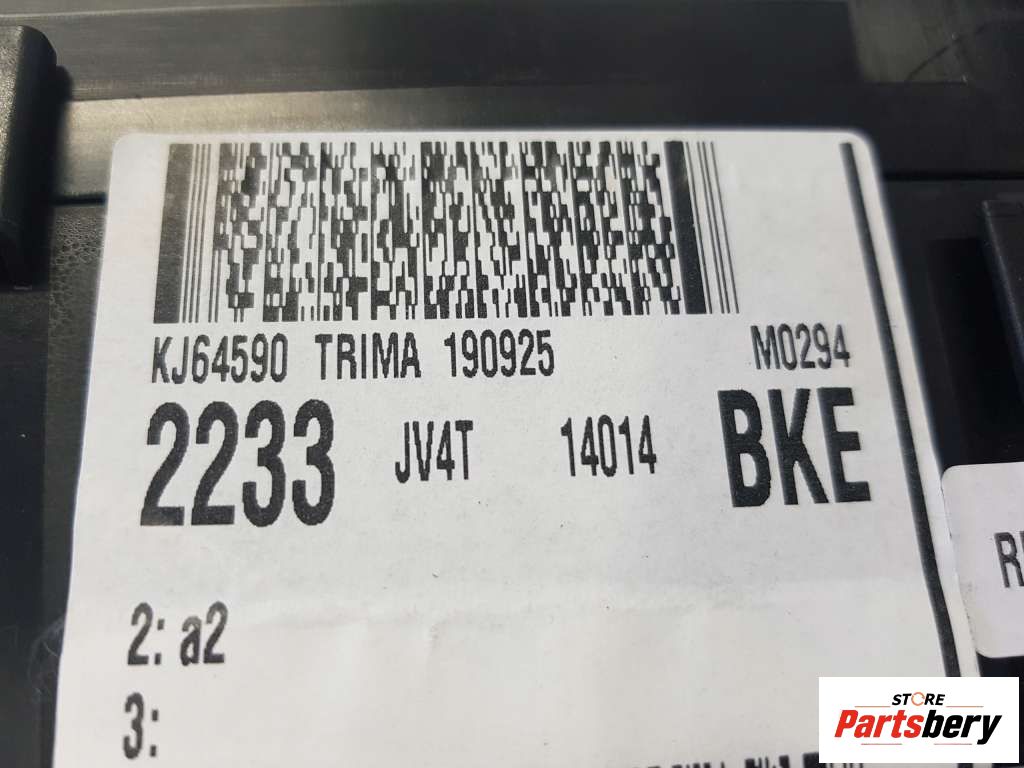 KJ64590 TRIMA 190925 M0294
2233 JV4T 14014 BKE
2: a2
3:
STORE
Partsbery